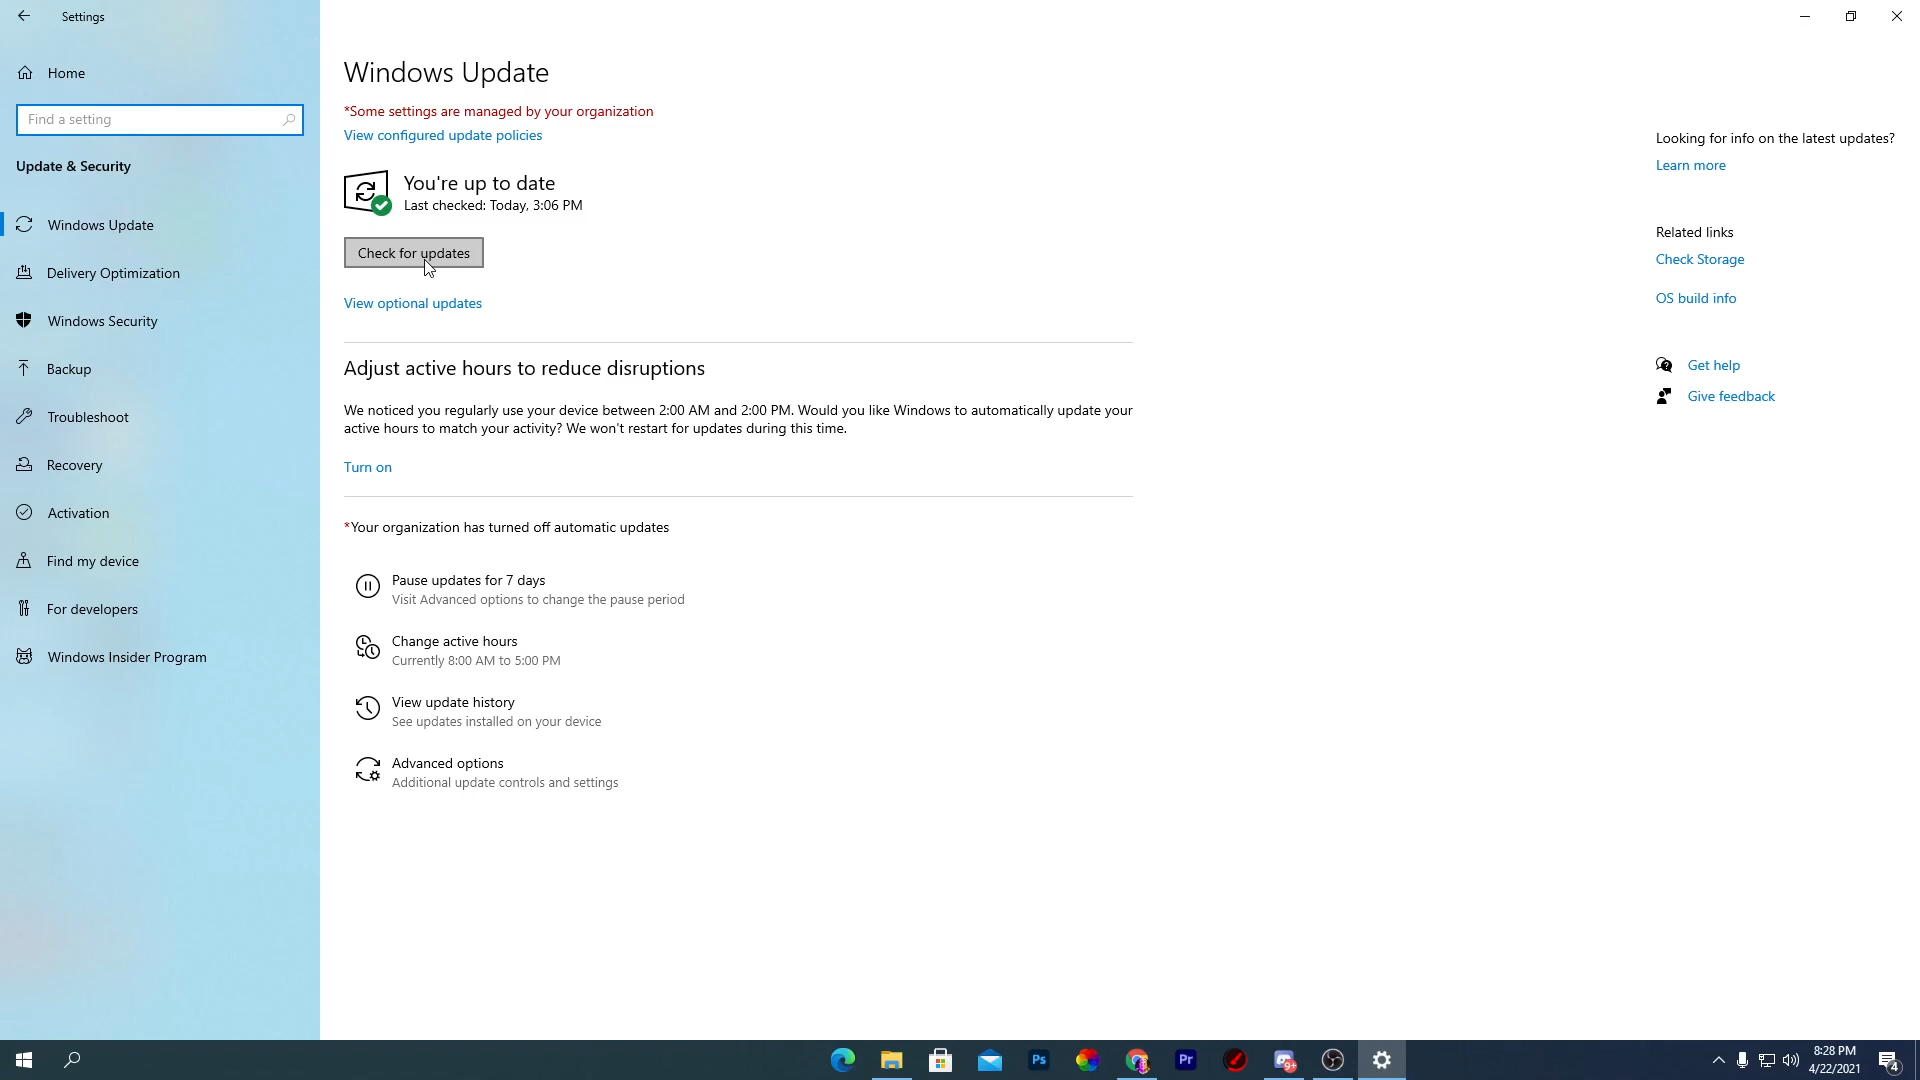 Settings
Home
Find a setting
Update & Security
Windows Update
Delivery Optimization
Windows Security
Backup
Troubleshoot
Recovery
Activation
Find my device
For developers
Windows Insider Program
Windows Update
*Some settings are managed by your organization
View configured update policies
You're up to date
Last checked: Today, 3:06 PM
Check for updates
View optional updates
Adjust active hours to reduce disruptions
We noticed you regularly use your device between 2:00 AM and 2:00 PM. Would you like Windows to automatically update your
active hours to match your activity? We won't restart for updates during this time.
Turn on
*Your organization has turned off automatic updates
Pause updates for 7 days
Visit Advanced options to change the pause period
Change active hours
Currently 8:00 AM to 5:00 PM
View update history
See updates installed on your device
Advanced options
Additional update controls and settings
Looking for info on the latest updates?
Learn more
Related links
Check Storage
OS build info
Get help
Give feedback
Ps
Pr
9+
8:28 PM
4/22/2021
4